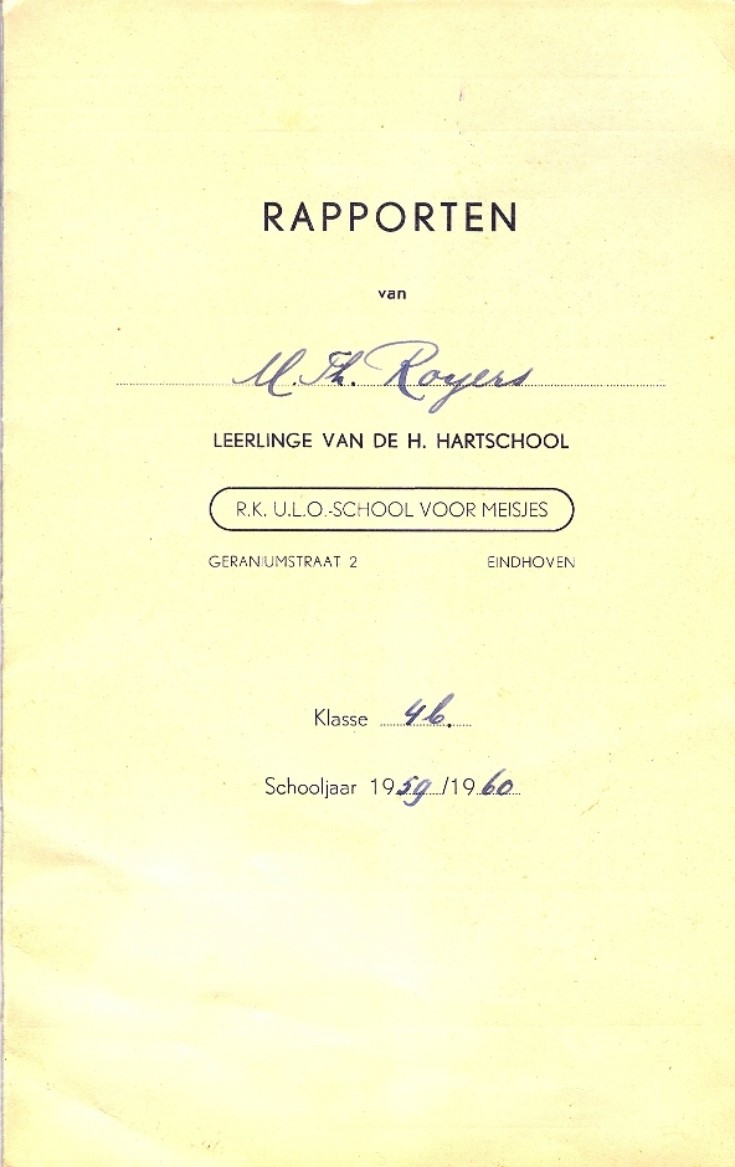 RAPPORTEN
van
M. Th. Royers
LEERLINGE VAN DE H. HARTSCHOOL
R.K. U.L.O.-SCHOOL VOOR MEISJES
GERANIUMSTRAAT 2 EINDHOVEN
Klasse 4b.
Schooljaar 1959/1960